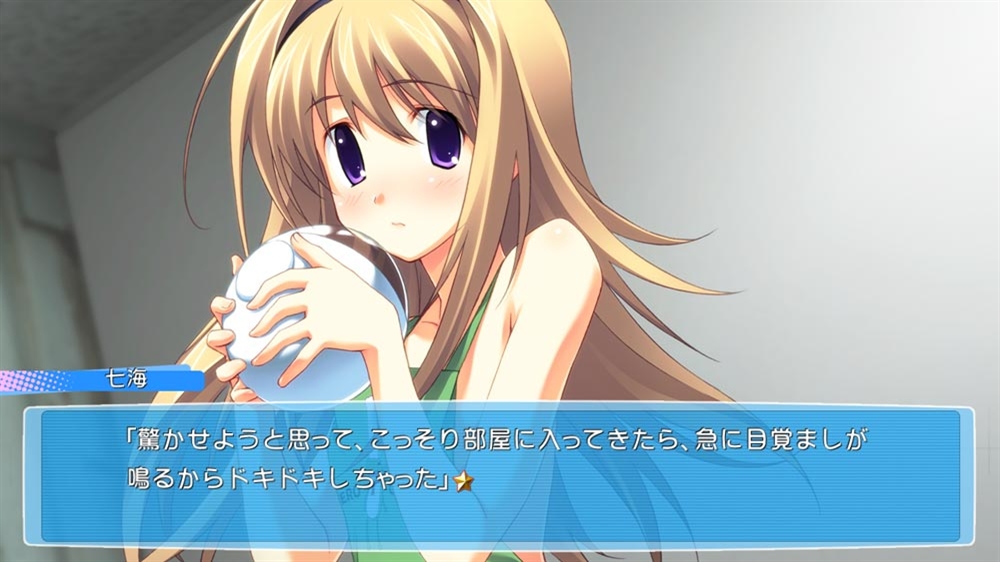 七海
「驚かせようと思って、こっそり部屋に入ってきたら、急に目覚ましが
鳴るからドキドキしちゃった」